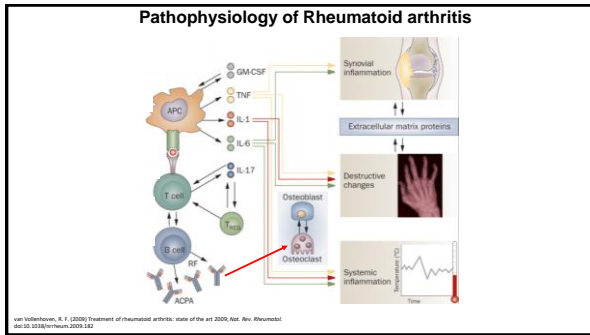 Pathophysiology of Rheumatoid arthritis
GM-CSF
APC
TNF
IL-1
IL-6
IL-17
T cell
T REG
B cell
RF
ACPA
Osteoblast
Osteoclast
Synovial
inflammation
Extracellular matrix proteins
Destructive
changes
Systemic
inflammation
Temperature (°C)
Time
van Vollenhoven, R. F. (2009) Treatment of rheumatoid arthritis: state of the art 2009; Nat. Rev. Rheumatol.
doi:10.1038/nrrheum.2009.182